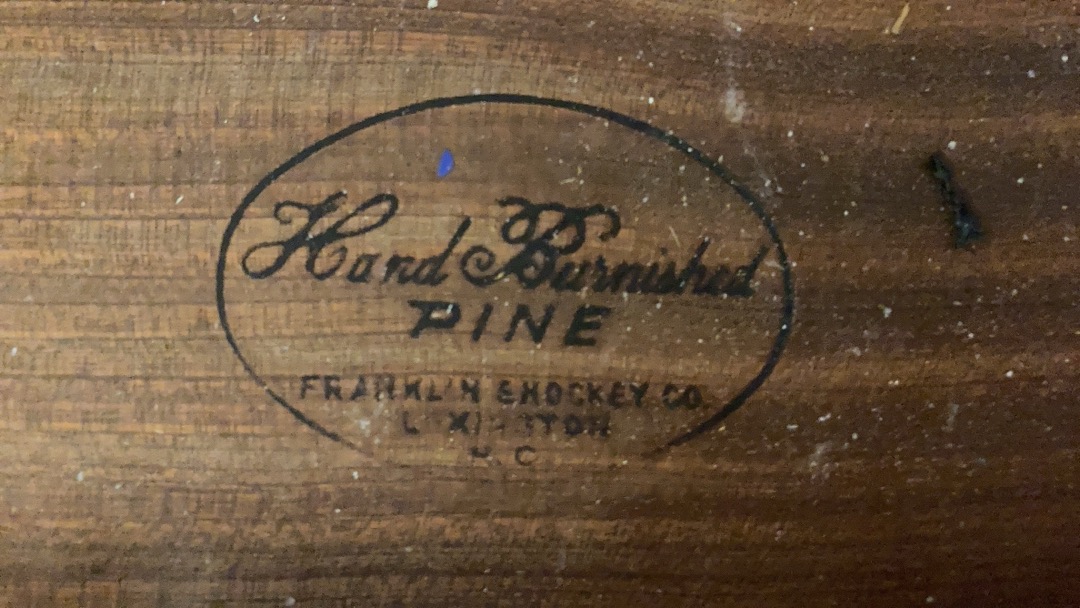 Hand Burnished
PINE
FRANKLIN SHOCKEY CO.
LEXINGTON
N.C